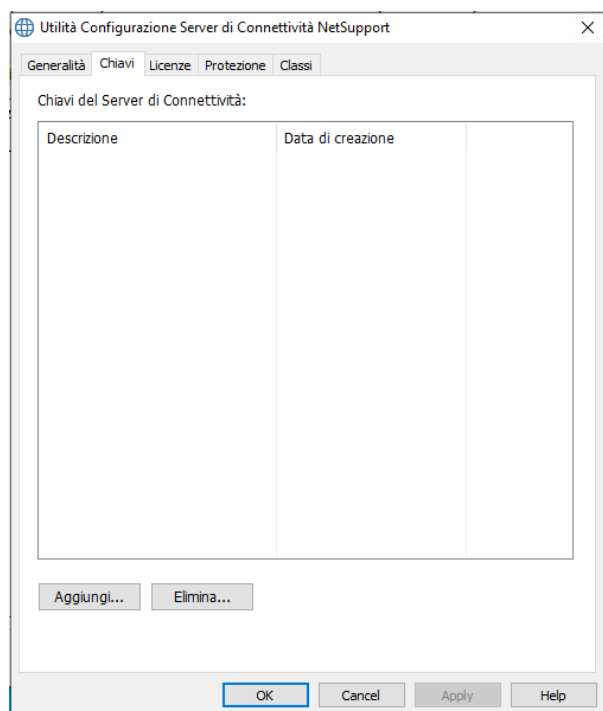 Utilità Configurazione Server di Connettività NetSupport
Generalità Chiavi Licenze Protezione Classi
Chiavi del Server di Connettività:
Descrizione Data di creazione
Aggiungi... Elimina...
OK Cancel Apply Help